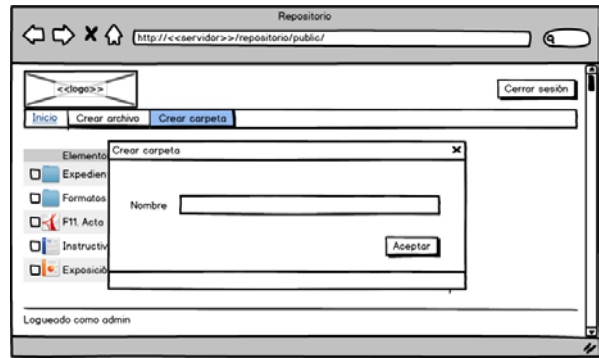 Repositorio
http://<<servidor>>/repositorio/public/
<<logo>>
Cerrar sesión
Inicio Crear archivo Crear carpeta
Crear carpeta
Elemento
Expedien
Formatos
Nombre
F11. Acta
Instructiv
Aceptar
Exposició
Logueado como admin